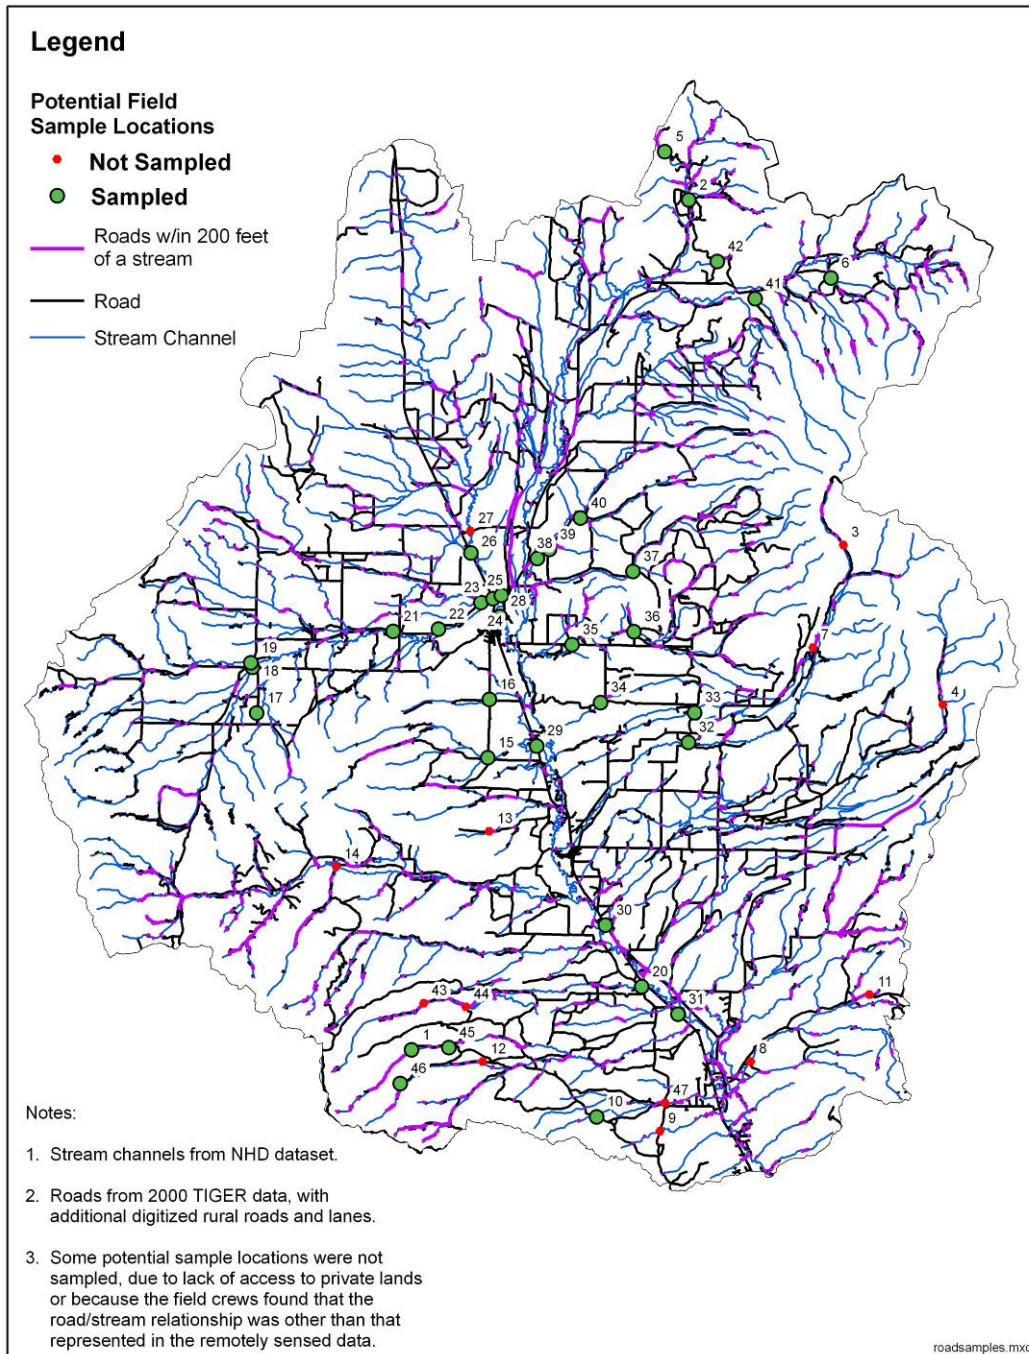 Legend
Potential Field
Sample Locations
Not Sampled
Sampled
Roads w/in 200 feet
of a stream
Road
Stream Channel
5
2
42
6
41
40
3
27
39
38
26
37
25
23
28
22
21
24
36
35
7
19
18
16
34
33
4
17
32
29
15
13
14
30
20
11
43
44
31
1
45
12
8
46
47
10
9
Notes:
1. Stream channels from NHD dataset.
2. Roads from 2000 TIGER data, with
additional digitized rural roads and lanes.
3. Some potential sample locations were not
sampled, due to lack of access to private lands
or because the field crews found that the
road/stream relationship was other than that
represented in the remotely sensed data.
roadsamples.mxd